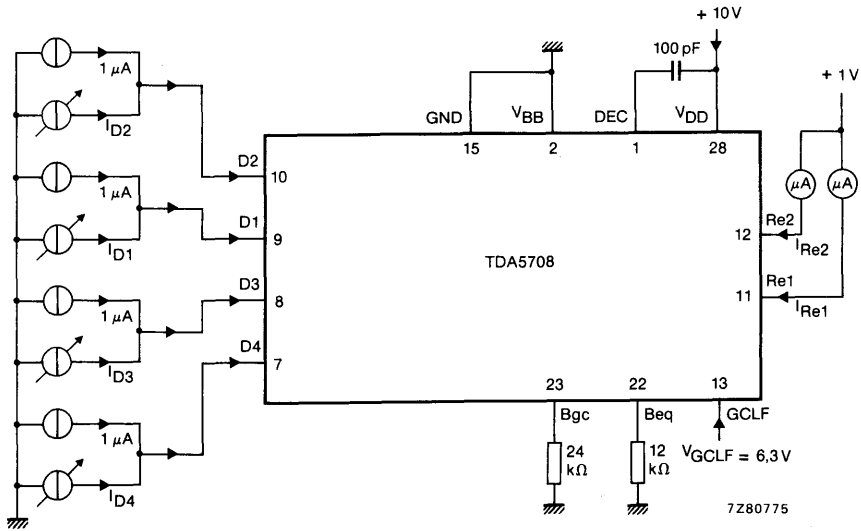 + 10 V
100 pF
+ 1 V
1 μA
I_D2
GND
V_BB
DEC
V_DD
15
2
1
28
D2
10
1 μA
I_D1
D1
9
μA
μA
Re2
12
I_Re2
TDA5708
1 μA
I_D3
D3
8
Re1
11
I_Re1
D4
7
1 μA
I_D4
23
22
13
Bgc
Beq
GCLF
24 kΩ
12 kΩ
V_GCLF = 6,3 V
7Z80775